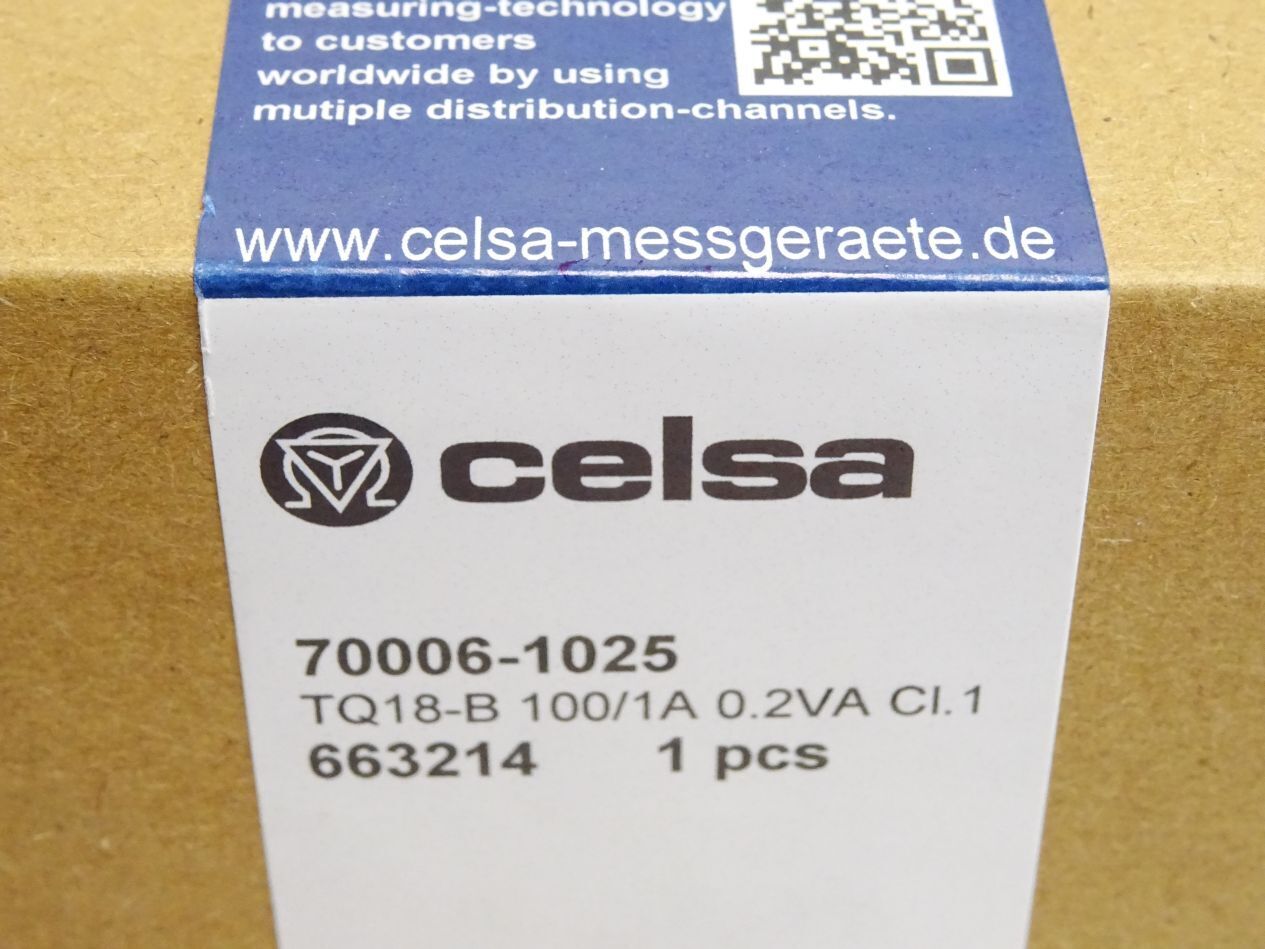 measuring-technology
to customers
worldwide by using
mutiple distribution-channels.
www.celsa-messgeraete.de
celsa
70006-1025
TQ18-B 100/1A 0.2VA Cl.1
663214 1 pcs